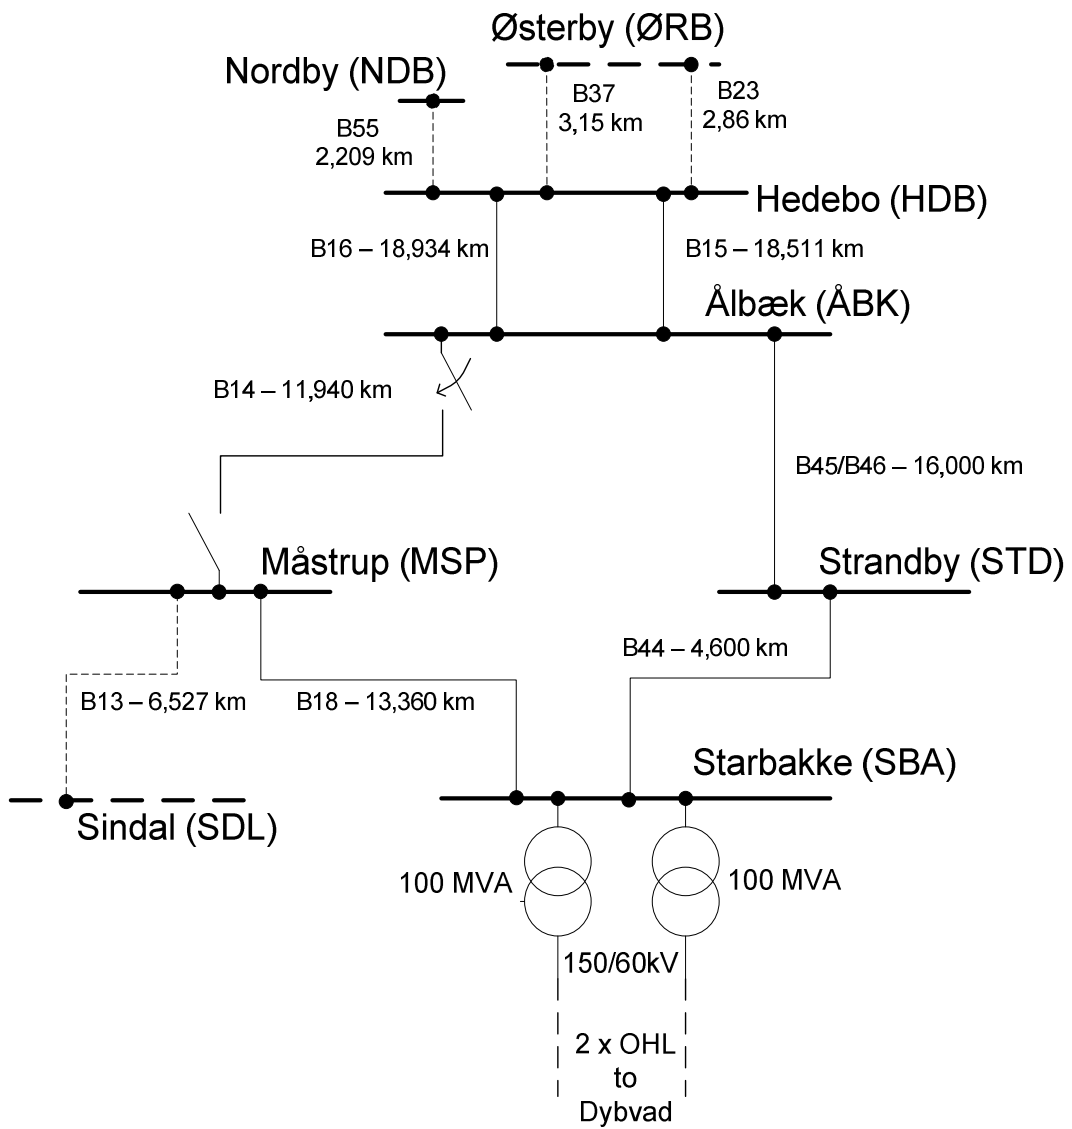 Østerby (ØRB)
Nordby (NDB)
B37
3,15 km
B23
2,86 km
B55
2,209 km
Hedebo (HDB)
B16 – 18,934 km
B15 – 18,511 km
Ålbæk (ÅBK)
B14 – 11,940 km
B45/B46 – 16,000 km
Måstrup (MSP)
Strandby (STD)
B44 – 4,600 km
B13 – 6,527 km
B18 – 13,360 km
Starbakke (SBA)
Sindal (SDL)
100 MVA
100 MVA
150/60kV
2 x OHL
to
Dybvad